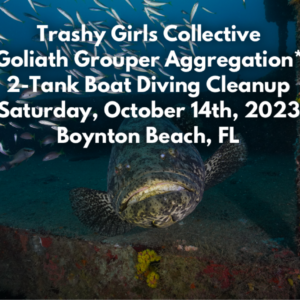 Trashy Girls Collective
Goliath Grouper Aggregation*
2-Tank Boat Diving Cleanup
Saturday, October 14th, 2023
Boynton Beach, FL